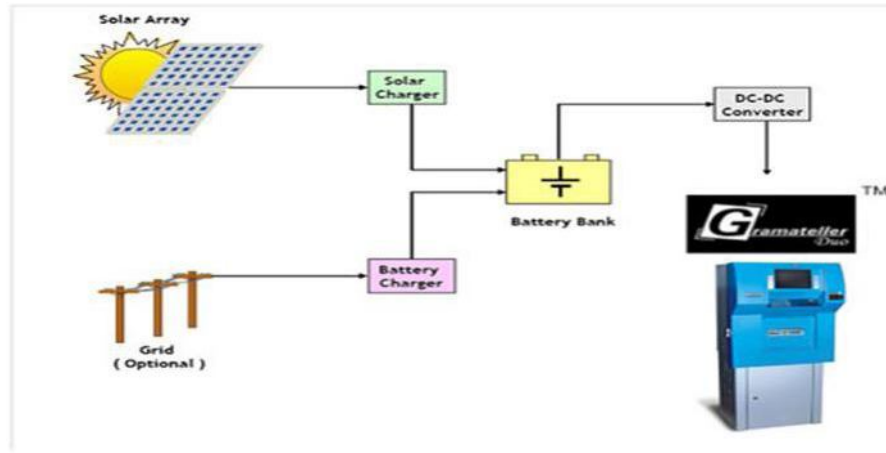 Solar Array
Solar
Charger
DC-DC
Converter
Battery Bank
TM
Gramateller
Duo
Battery
Charger
Grid
( Optional )